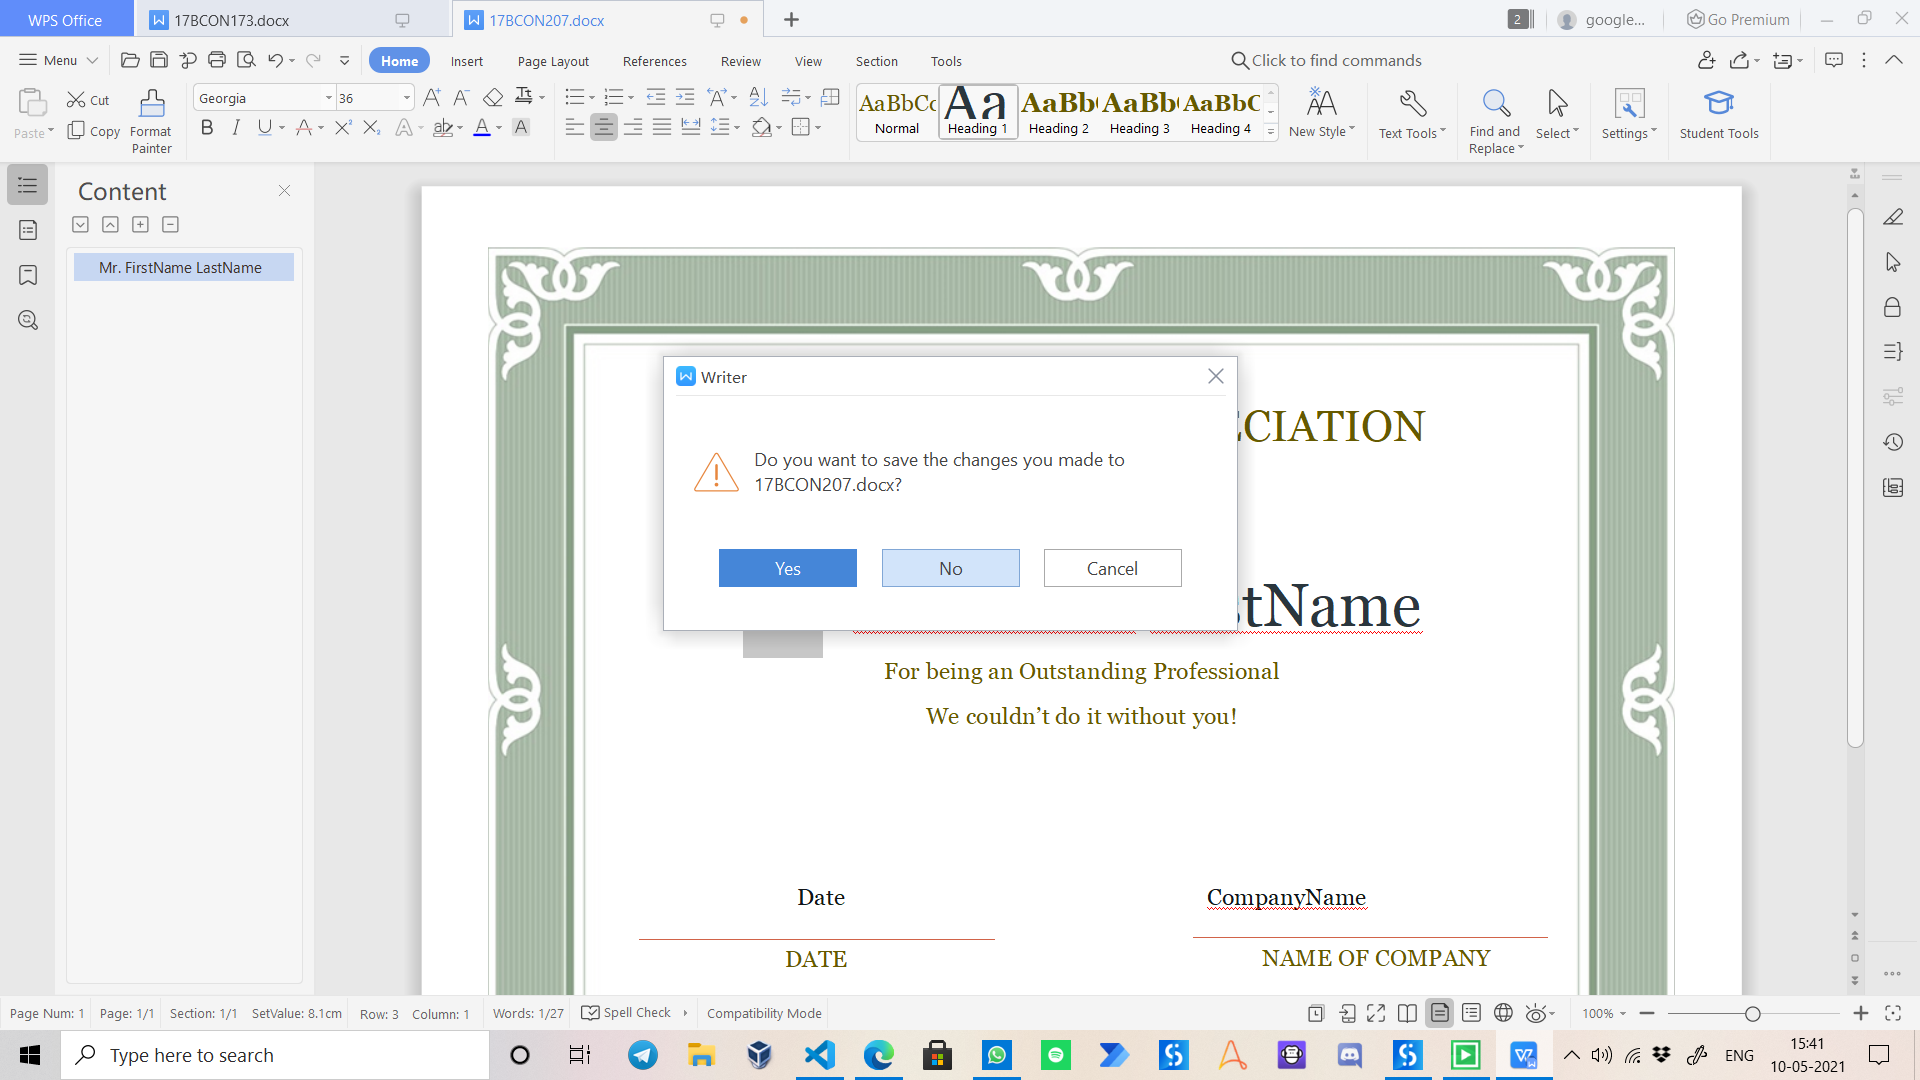 WPS Office
17BCON173.docx
17BCON207.docx
2
google...
Go Premium
Menu
Home
Insert
Page Layout
References
Review
View
Section
Tools
Click to find commands
Paste
Cut
Copy
Format
Painter
Georgia
36
AaBbCc
Normal
Aa
Heading 1
AaBb
Heading 2
AaBb
Heading 3
AaBbC
Heading 4
New Style
Text Tools
Find and
Replace
Select
Settings
Student Tools
Content
Mr. FirstName LastName
ECIATION
Writer
Do you want to save the changes you made to
17BCON207.docx?
Yes
No
Cancel
stName
For being an Outstanding Professional
We couldn't do it without you!
Date
CompanyName
DATE
NAME OF COMPANY
Page Num: 1
Page: 1/1
Section: 1/1
SetValue: 8.1cm
Row: 3
Column: 1
Words: 1/27
Spell Check
Compatibility Mode
100%
Type here to search
ENG
15:41
10-05-2021